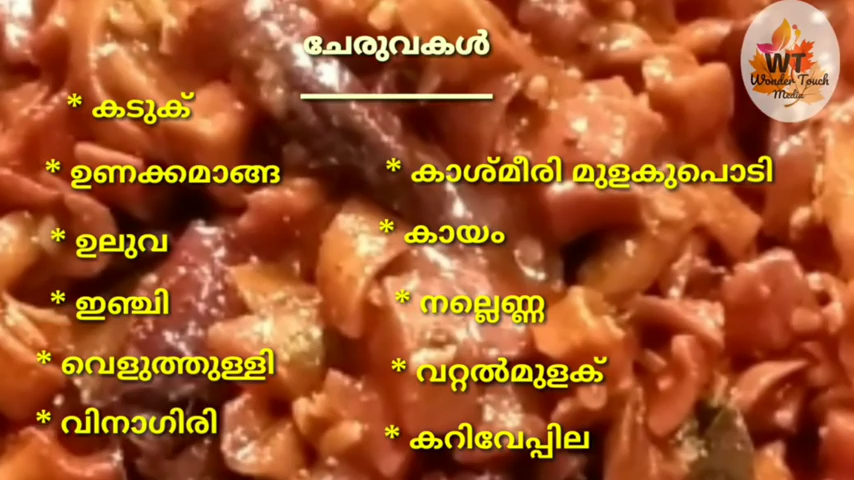 ചേരുവകൾ
* കടുക്
* ഉണക്കമാങ്ങ
* ഉലുവ
* ഇഞ്ചി
* വെളുത്തുള്ളി
* വിനാഗിരി
* കാശ്മീരി മുളകുപൊടി
* കായം
* നല്ലെണ്ണ
* വറ്റൽമുളക്
* കറിവേപ്പില
WT
Wonder Touch
Media